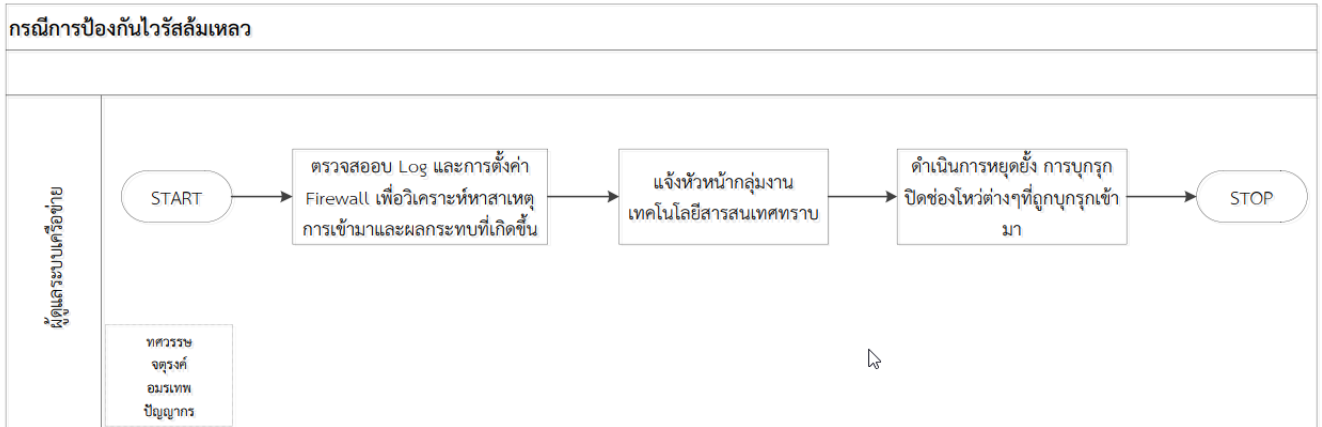 กรณีการป้องกันไวรัสล้มเหลว
ผู้ดูแลระบบเครือข่าย
START
ตรวจสออบ Log และการตั้งค่า
Firewall เพื่อวิเคราะห์หาสาเหตุ
การเข้ามาและผลกระทบที่เกิดขึ้น
แจ้งหัวหน้ากลุ่มงาน
เทคโนโลยีสารสนเทศทราบ
ดำเนินการหยุดยั้ง การบุกรุก
ปิดช่องโหว่ต่างๆที่ถูกบุกรุกเข้า
มา
STOP
ทศวรรษ
จตุรงค์
อมรเทพ
ปัญญากร